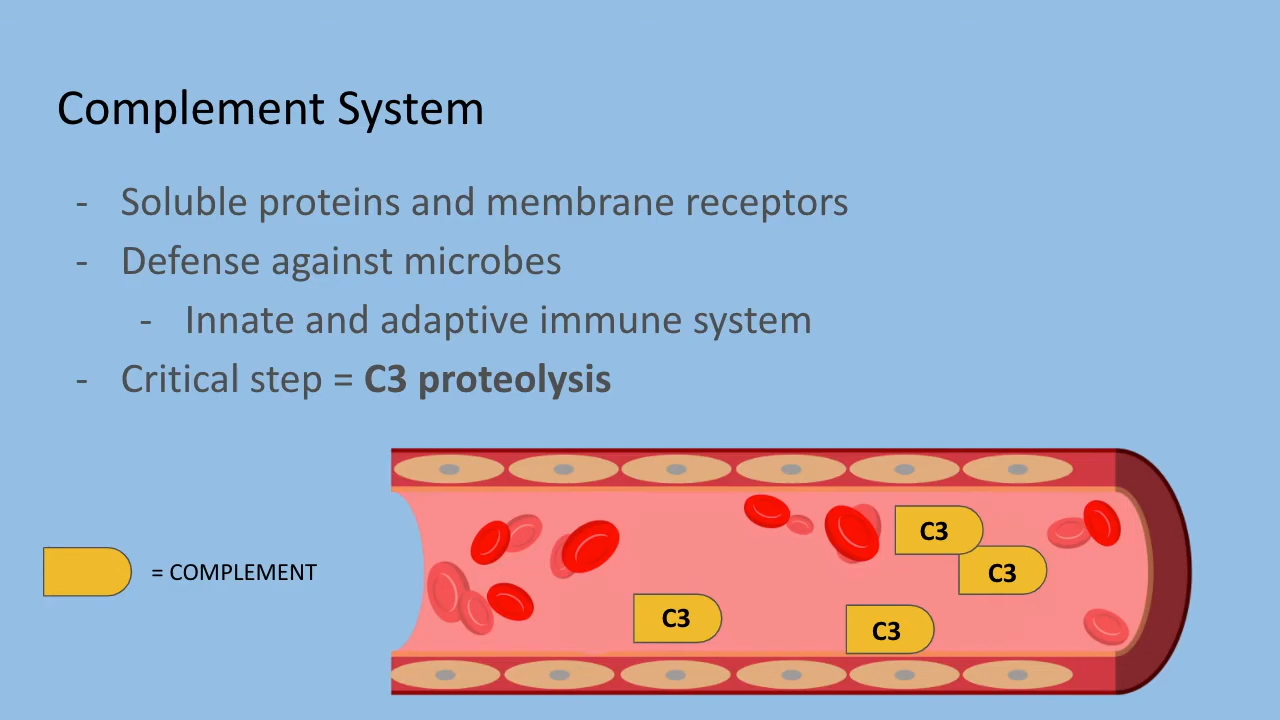 Complement System
- Soluble proteins and membrane receptors
- Defense against microbes
- Innate and adaptive immune system
- Critical step = C3 proteolysis
C3
C3
= COMPLEMENT
C3
C3